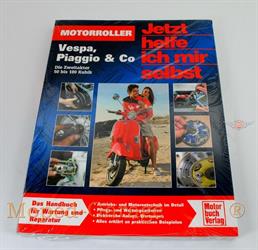 MOTORROLLER
Vespa,
Piaggio & Co
Die Zweitakter
50 bis 180 Kubik
Jetzt
helfe
ich mir
selbst
Das Handbuch
für Wartung und
Reparatur
Antriebs- und Motorentechnik im Detail
Pflege- und Wartungsarbeiten
Elektrische Anlage, Störungen
Alles erklärt an praktischen Beispielen
Motor
buch
Verlag